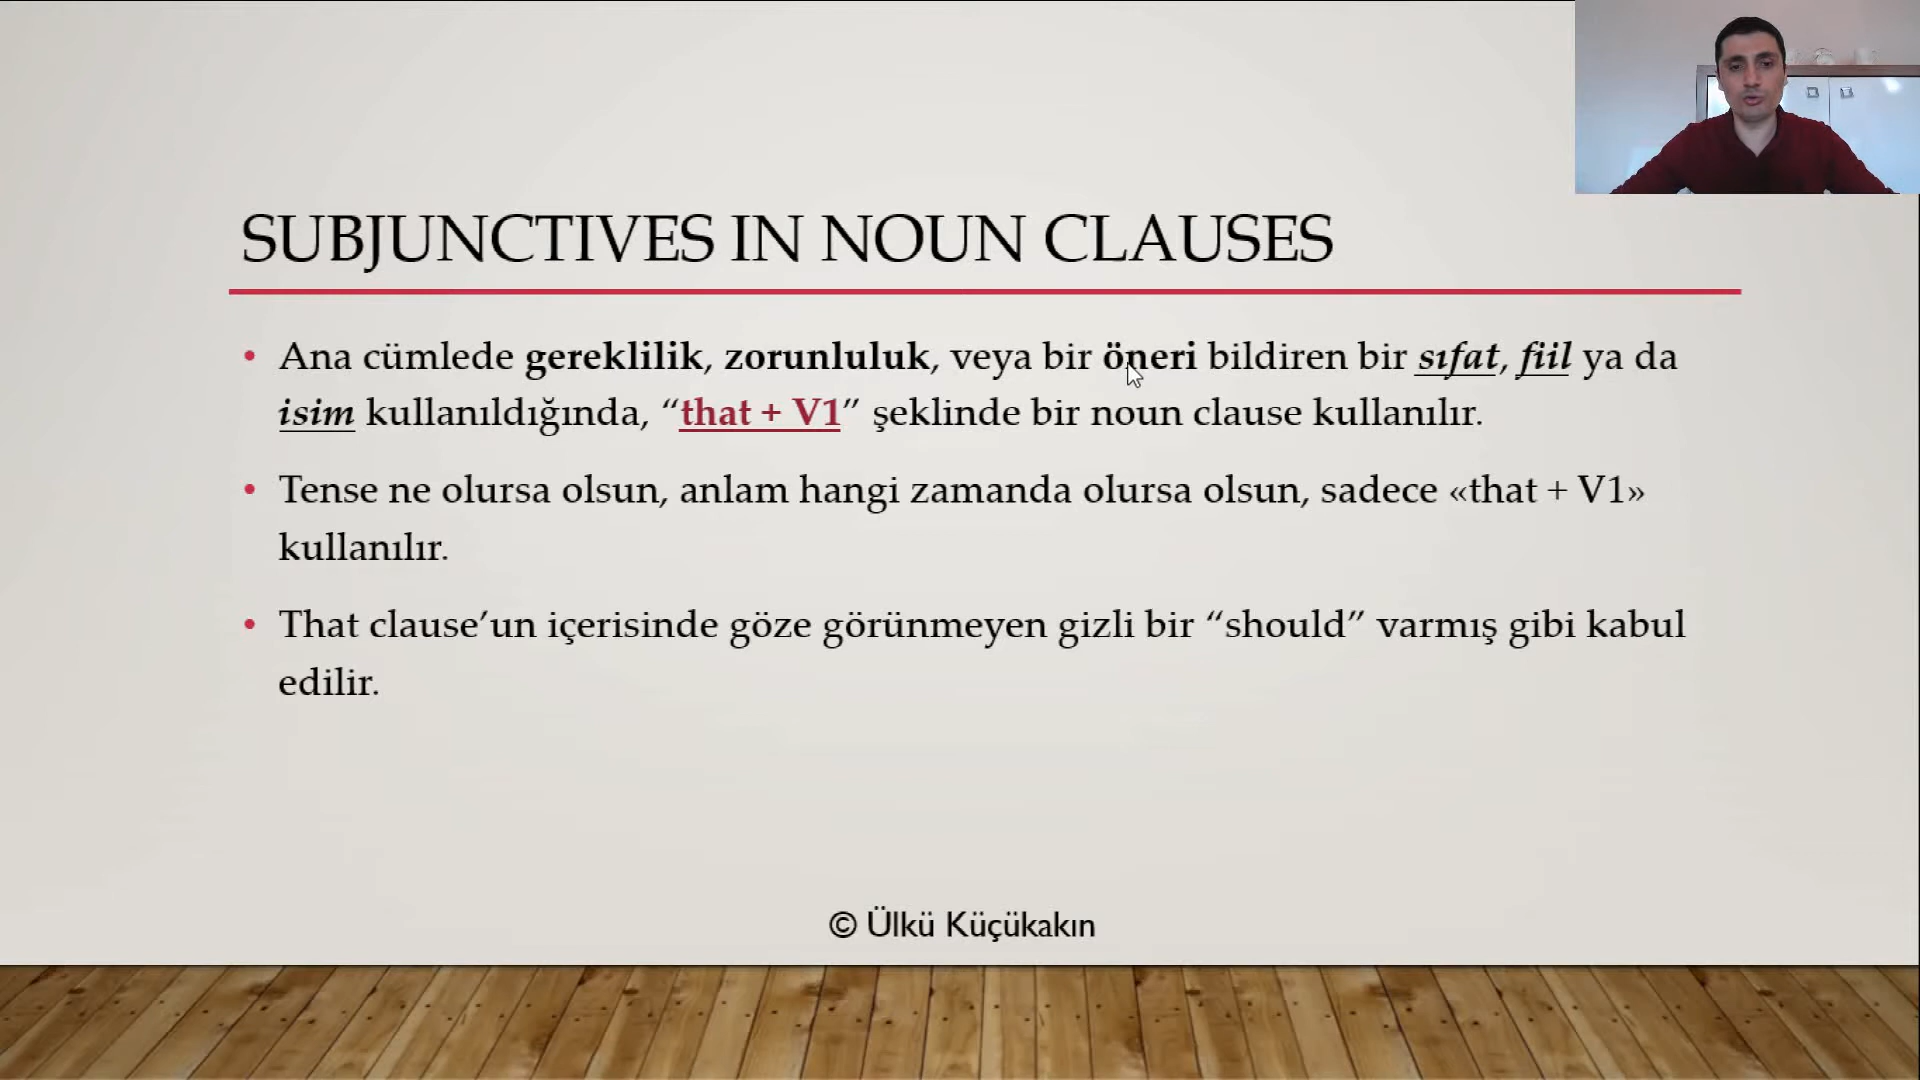 SUBJUNCTIVES IN NOUN CLAUSES
• Ana cümlede gereklilik, zorunluluk, veya bir öneri bildiren bir sıfat, fiil ya da
isim kullanıldığında, “that + V1” şeklinde bir noun clause kullanılır.
• Tense ne olursa olsun, anlam hangi zamanda olursa olsun, sadece «that + V1»
kullanılır.
• That clause’un içerisinde göze görünmeyen gizli bir “should” varmış gibi kabul
edilir.
© Ülkü Küçükakın